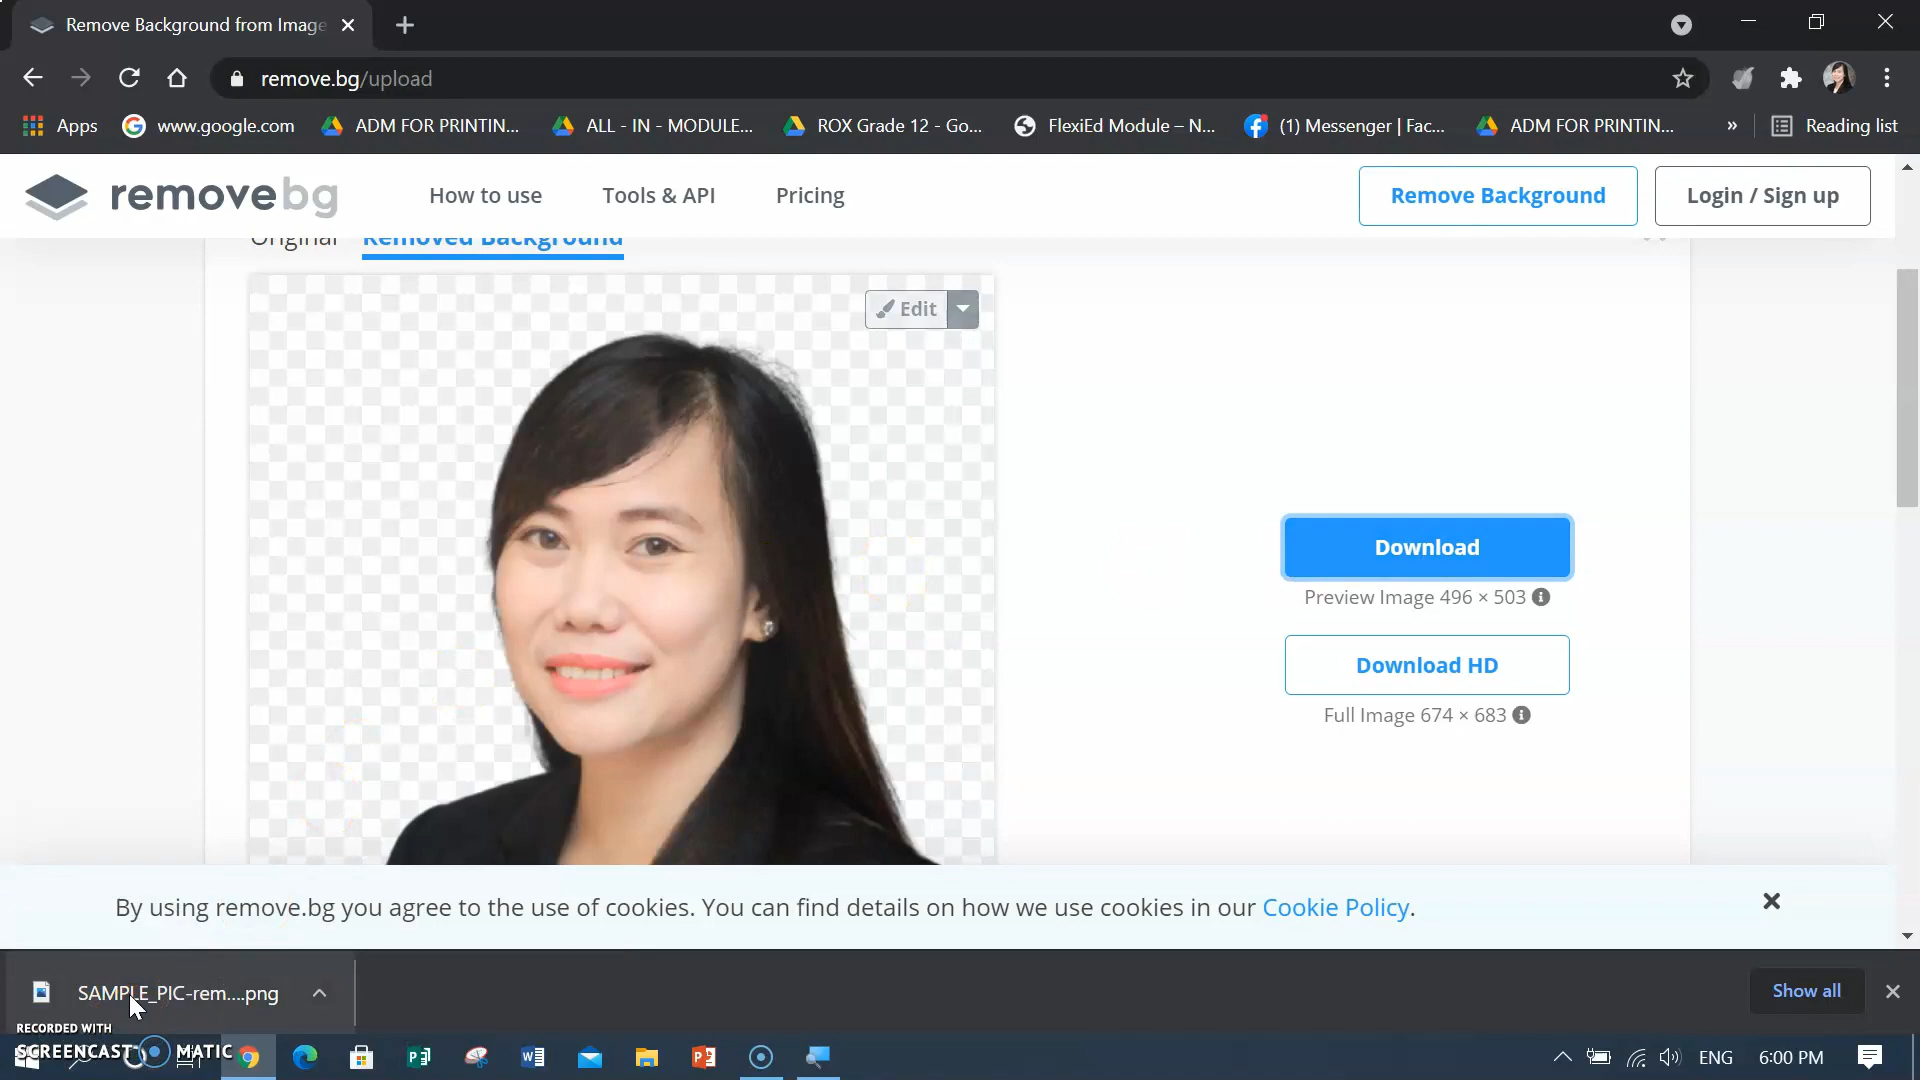 Remove Background from Image
remove.bg/upload
Apps
www.google.com
ADM FOR PRINTIN...
ALL - IN - MODULE...
ROX Grade 12 - Go...
FlexiEd Module – N...
(1) Messenger | Fac...
ADM FOR PRINTIN...
»
Reading list
removebg
How to use
Tools & API
Pricing
Remove Background
Login / Sign up
Original
Removed Background
Edit
Download
Preview Image 496 × 503
Download HD
Full Image 674 × 683
By using remove.bg you agree to the use of cookies. You can find details on how we use cookies in our Cookie Policy.
SAMPLE_PIC-rem....png
Show all
RECORDED WITH
SCREENCAST MATIC
ENG
6:00 PM